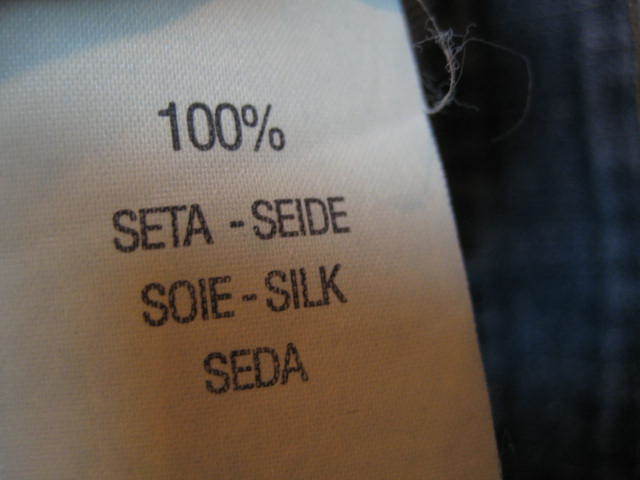 100%
SETA - SEIDE
SOIE - SILK
SEDA